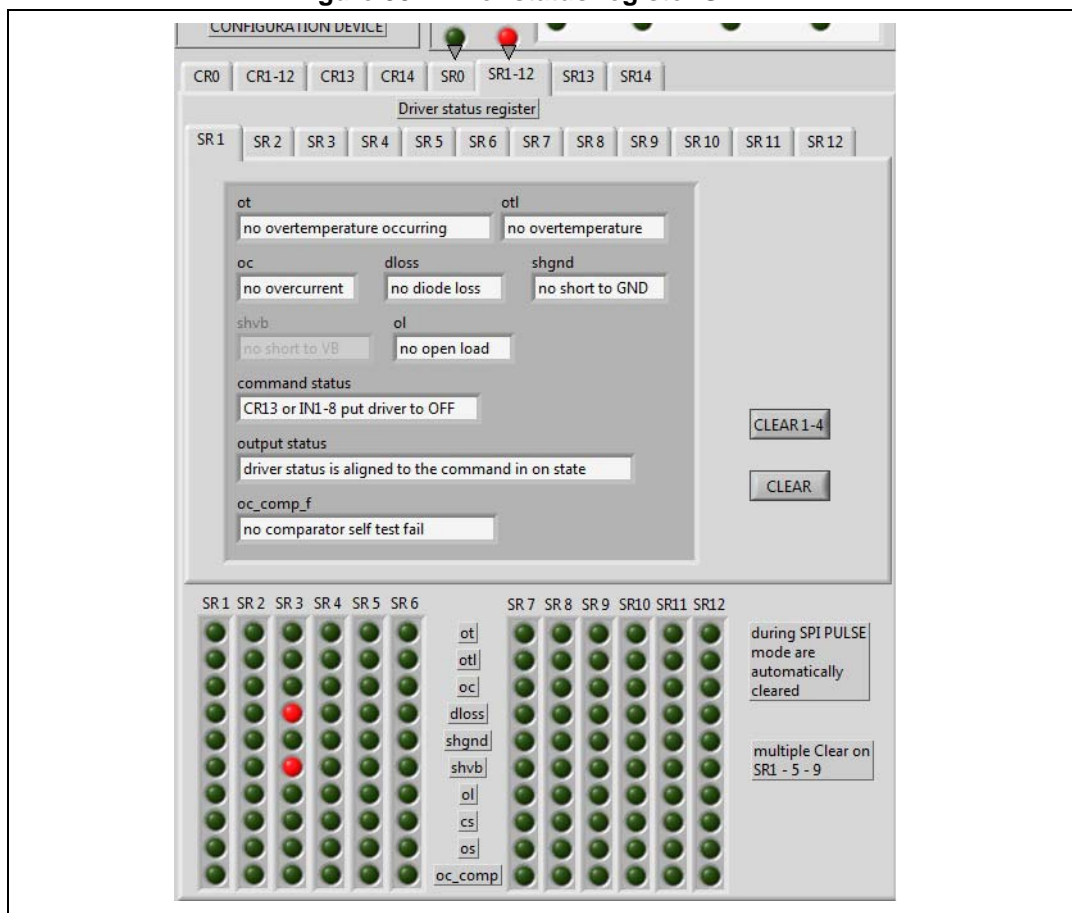 CONFIGURATION DEVICE
CR0 CR1-12 CR13 CR14 SR0 SR1-12 SR13 SR14
Driver status register
SR 1 SR 2 SR 3 SR 4 SR 5 SR 6 SR 7 SR 8 SR 9 SR 10 SR 11 SR 12
ot otl
no overtemperature occurring no overtemperature
oc dloss shgnd
no overcurrent no diode loss no short to GND
shvb ol
no short to VB no open load
command status
CR13 or IN1-8 put driver to OFF
CLEAR 1-4
output status
driver status is aligned to the command in on state
CLEAR
oc_comp_f
no comparator self test fail
SR 1 SR 2 SR 3 SR 4 SR 5 SR 6 SR 7 SR 8 SR 9 SR10 SR11 SR12
ot
otl
oc
dloss
shgnd
shvb
ol
cs
os
oc_comp
during SPI PULSE
mode are
automatically
cleared
multiple Clear on
SR1 - 5 - 9